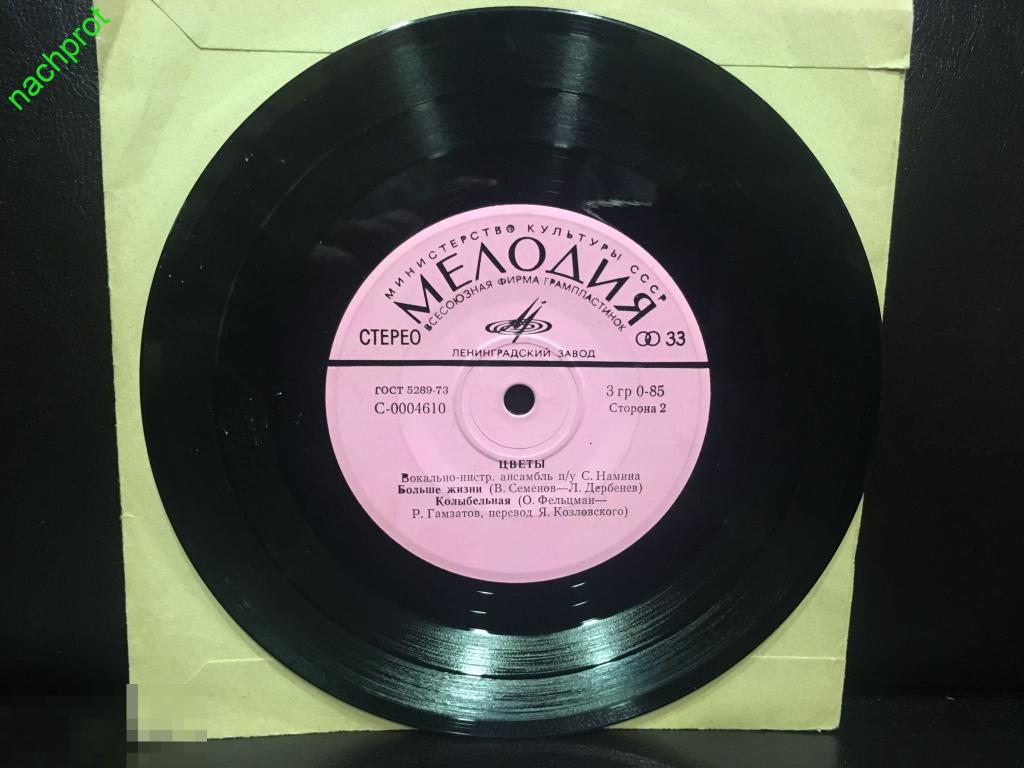 nachprot
МИНИСТЕРСТВО КУЛЬТУРЫ СССР
МЕЛОДИЯ
ВСЕСОЮЗНАЯ ФИРМА ГРАМПЛАСТИНОК
СТЕРЕО 33
ЛЕНИНГРАДСКИЙ ЗАВОД
ГОСТ 5289-73 3 гр 0-85
С-0004610 Сторона 2
ЦВЕТЫ
Вокально-инстр. ансамбль п/у С. Намина
Больше жизни (В. Семенов—Л. Дербенев)
Колыбельная (О. Фельцман—
Р. Гамзатов, перевод Я. Козловского)